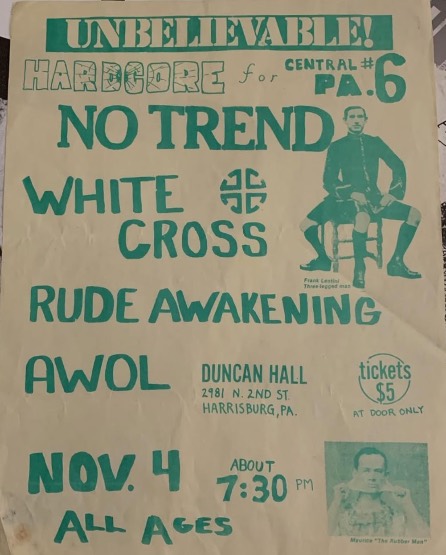 UNBELIEVABLE!
HARDCORE for CENTRAL PA. #6
NO TREND
Frank Lentini
Three-legged man
WHITE
CROSS
RUDE AWAKENING
AWOL
DUNCAN HALL
2981 N. 2ND ST.
HARRISBURG, PA.
tickets
$5
AT DOOR ONLY
NOV. 4
ABOUT
7:30 PM
ALL AGES
Maurice "The Rubber Man"